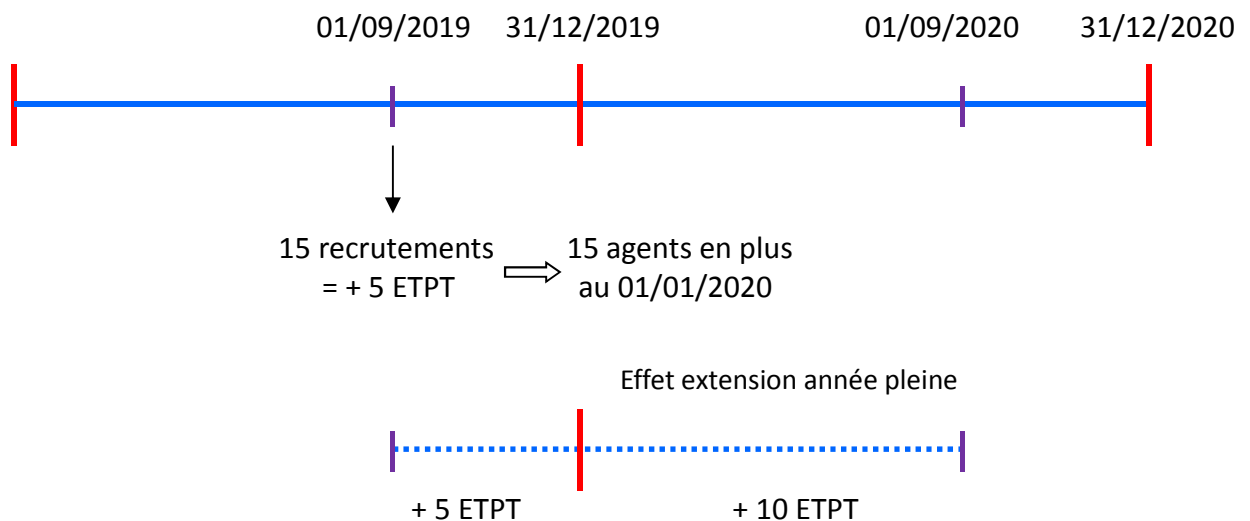 01/09/2019 31/12/2019 01/09/2020 31/12/2020
15 recrutements
= + 5 ETPT
15 agents en plus
au 01/01/2020
Effet extension année pleine
+ 5 ETPT + 10 ETPT